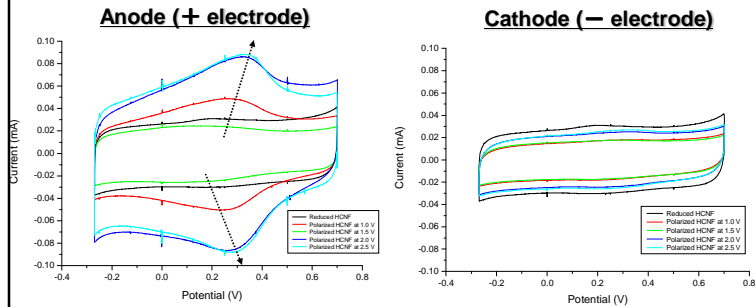 Anode (+ electrode)
Current (mA)
0.10
0.08
0.06
0.04
0.02
0.00
-0.02
-0.04
-0.06
-0.08
-0.10
-0.4
-0.2
0.0
0.2
0.4
0.6
0.8
Potential (V)
Reduced HCNF
Polarized HCNF at 1.0 V
Polarized HCNF at 1.5 V
Polarized HCNF at 2.0 V
Polarized HCNF at 2.5 V
Cathode (− electrode)
Current (mA)
0.10
0.08
0.06
0.04
0.02
0.00
-0.02
-0.04
-0.06
-0.08
-0.10
-0.4
-0.2
0.0
0.2
0.4
0.6
0.8
Potential (V)
Reduced HCNF
Polarized HCNF at 1.0 V
Polarized HCNF at 1.5 V
Polarized HCNF at 2.0 V
Polarized HCNF at 2.5 V